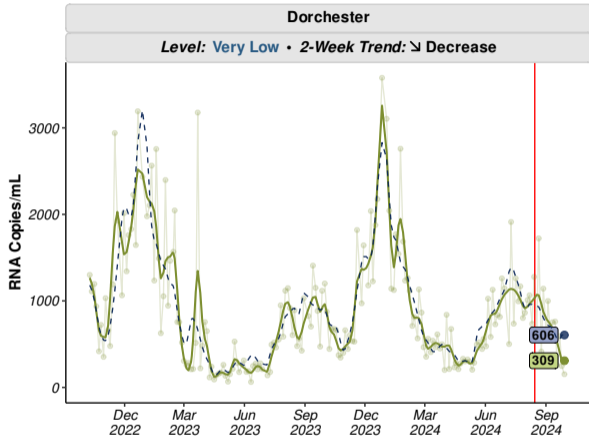 Dorchester
Level: Very Low • 2-Week Trend: ↘ Decrease
RNA Copies/mL
3000
2000
1000
0
606
309
Dec 2022
Mar 2023
Jun 2023
Sep 2023
Dec 2023
Mar 2024
Jun 2024
Sep 2024